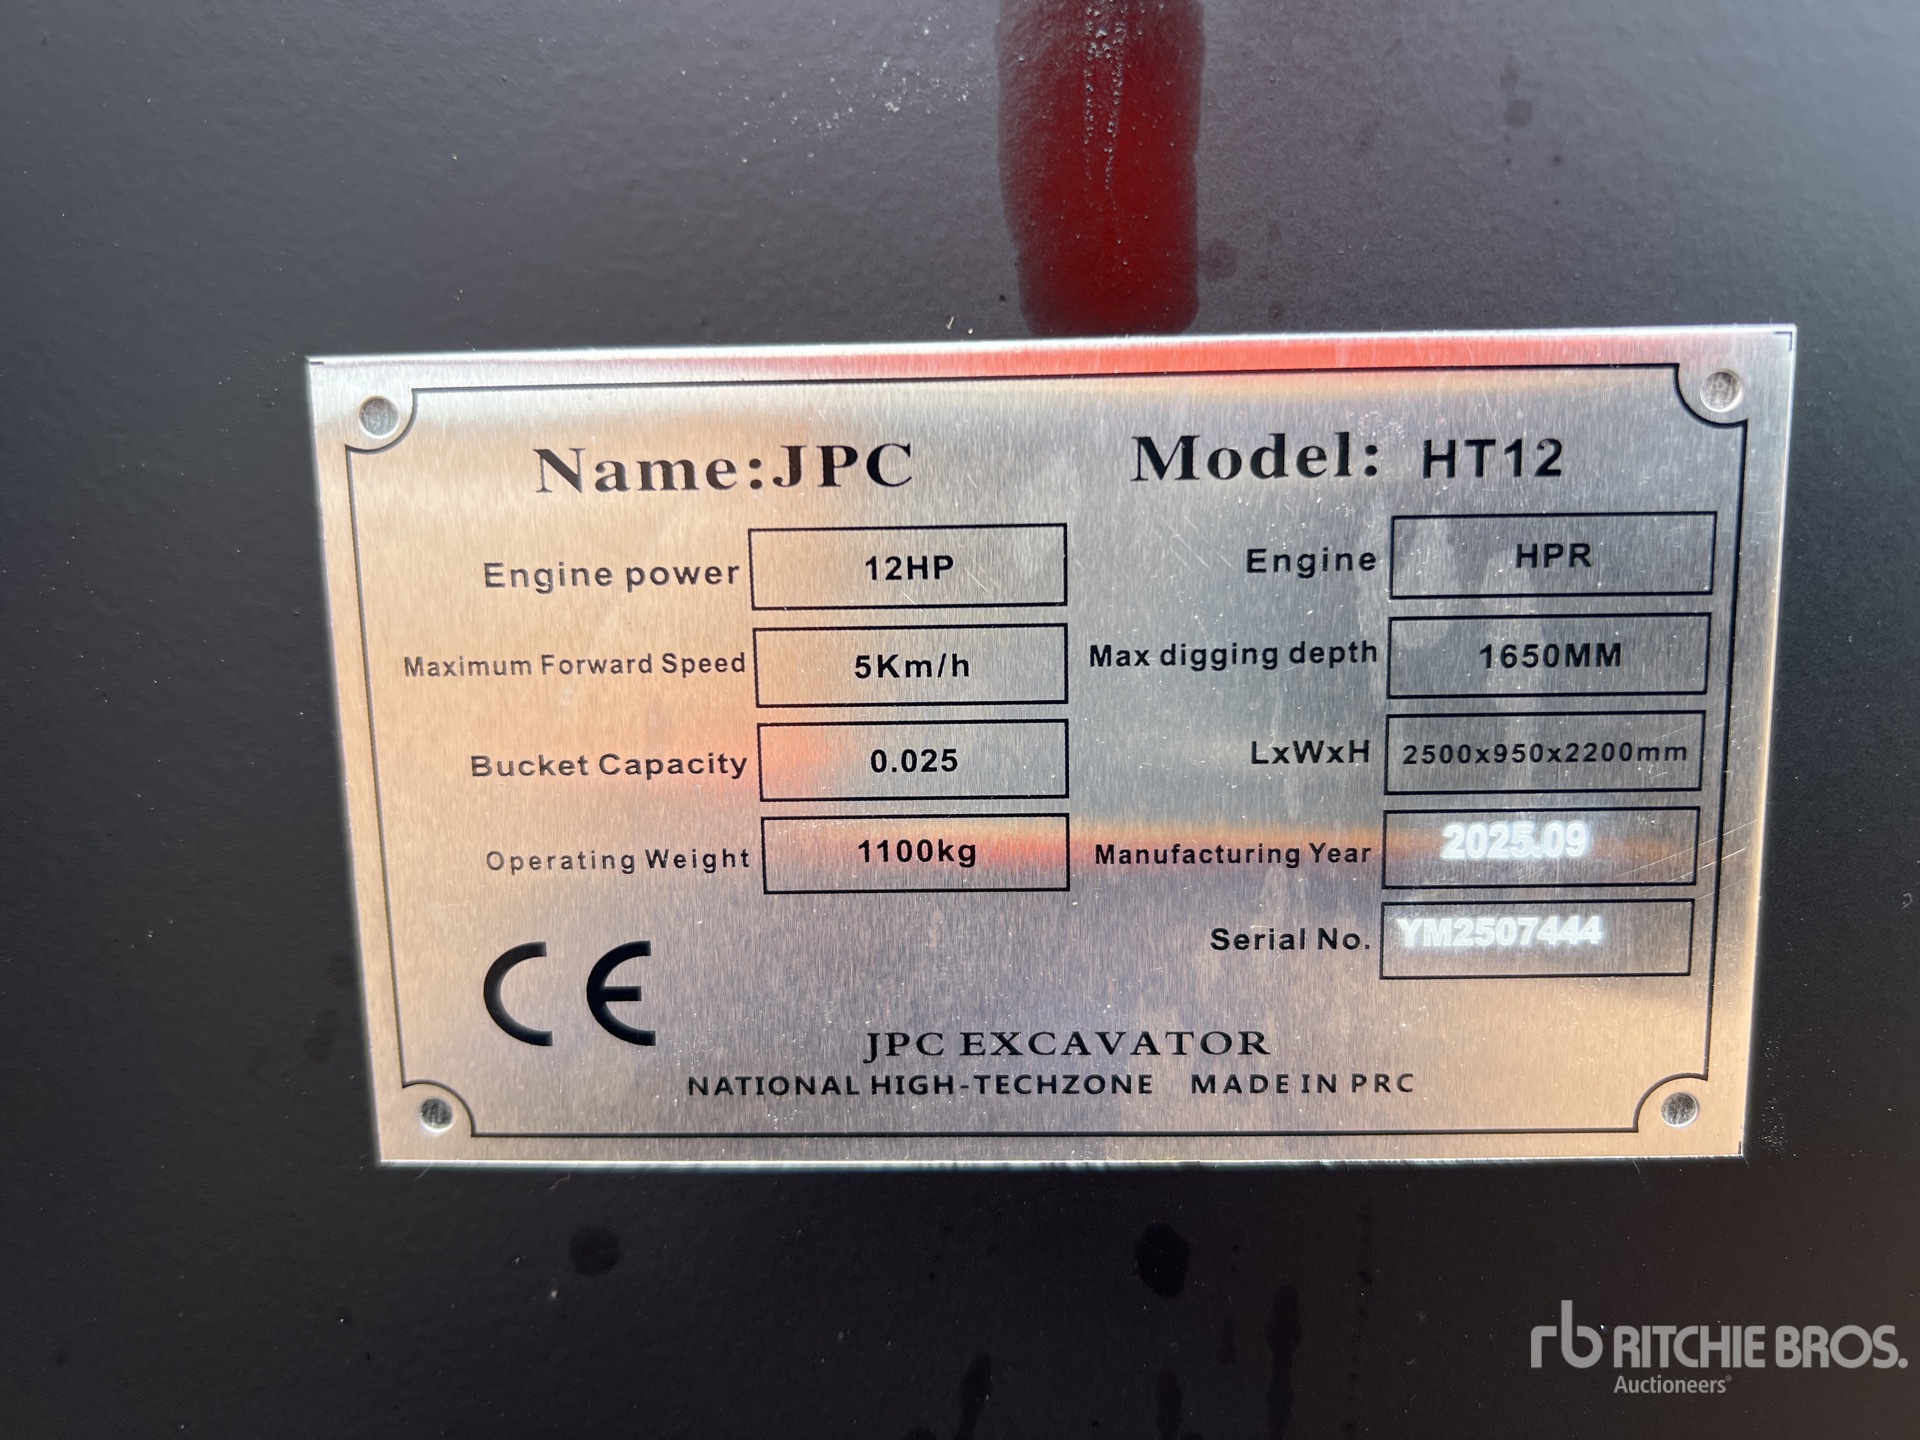 Name:JPC Model: HT12
Engine power 12HP Engine HPR
Maximum Forward Speed 5Km/h Max digging depth 1650MM
Bucket Capacity 0.025 LxWxH 2500x950x2200mm
Operating Weight 1100kg Manufacturing Year 2025.09
Serial No. YM2507444
CE
JPC EXCAVATOR
NATIONAL HIGH-TECHZONE MADE IN PRC
rb RITCHIE BROS.
Auctioneers®